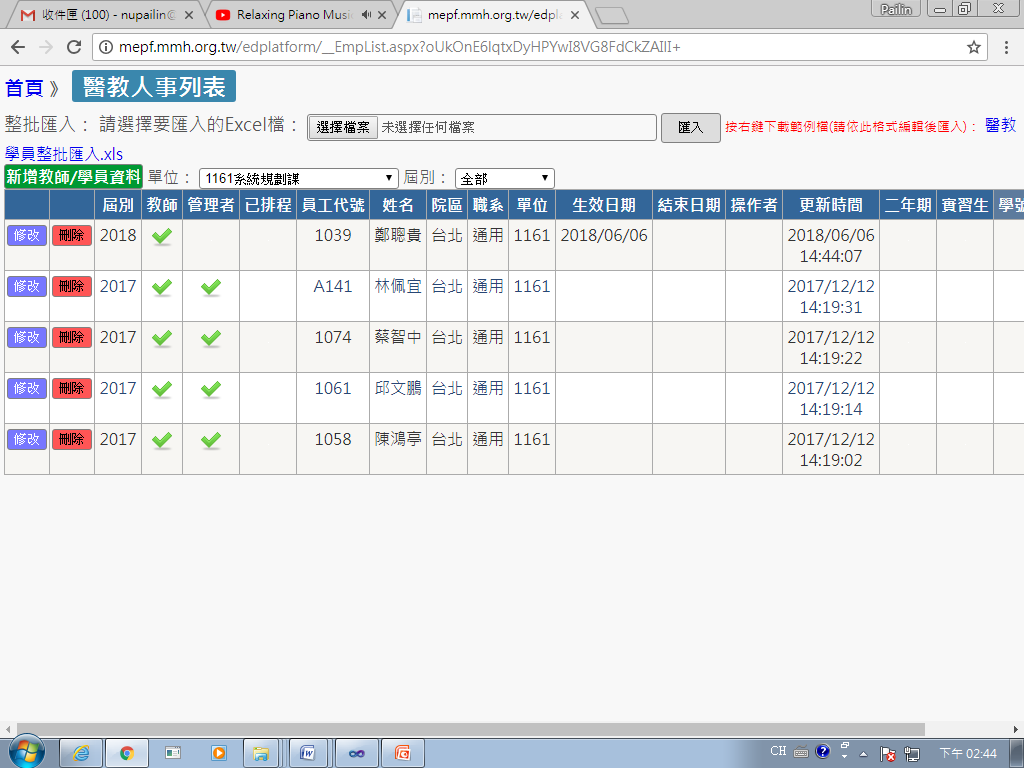 收件匣 (100) - nupailin@
Relaxing Piano Music
mepf.mmh.org.tw/edpla
Pailin
mepf.mmh.org.tw/edplatform/__EmpList.aspx?oUkOnE6lqtxDyHPYwI8VG8FdCkZAIlI+
首頁 》 醫教人事列表
整批匯入： 請選擇要匯入的Excel檔： 選擇檔案 未選擇任何檔案 匯入 按右鍵下載範例檔(請依此格式編輯後匯入)： 醫教
學員整批匯入.xls
新增教師/學員資料 單位： 1161系統規劃課 屆別： 全部
屆別 教師 管理者 已排程 員工代號 姓名 院區 職系 單位 生效日期 結束日期 操作者 更新時間 二年期 實習生 學號
修改 刪除 2018 1039 鄭聰貴 台北 通用 1161 2018/06/06 2018/06/06
14:44:07
修改 刪除 2017 A141 林佩宜 台北 通用 1161 2017/12/12
14:19:31
修改 刪除 2017 1074 蔡智中 台北 通用 1161 2017/12/12
14:19:22
修改 刪除 2017 1061 邱文鵬 台北 通用 1161 2017/12/12
14:19:14
修改 刪除 2017 1058 陳鴻亭 台北 通用 1161 2017/12/12
14:19:02
CH 下午 02:44